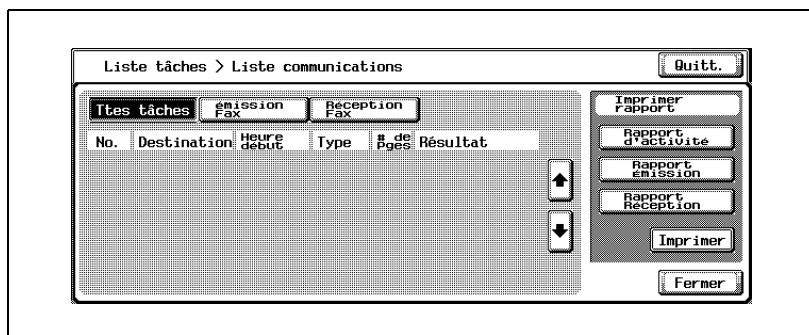 Liste tâches > Liste communications
Quitt.
Ttes tâches
émission
Fax
Réception
Fax
No. Destination Heure
début Type # de
Pges Résultat
Imprimer
rapport
Rapport
d'activité
Rapport
émission
Rapport
Réception
Imprimer
Fermer